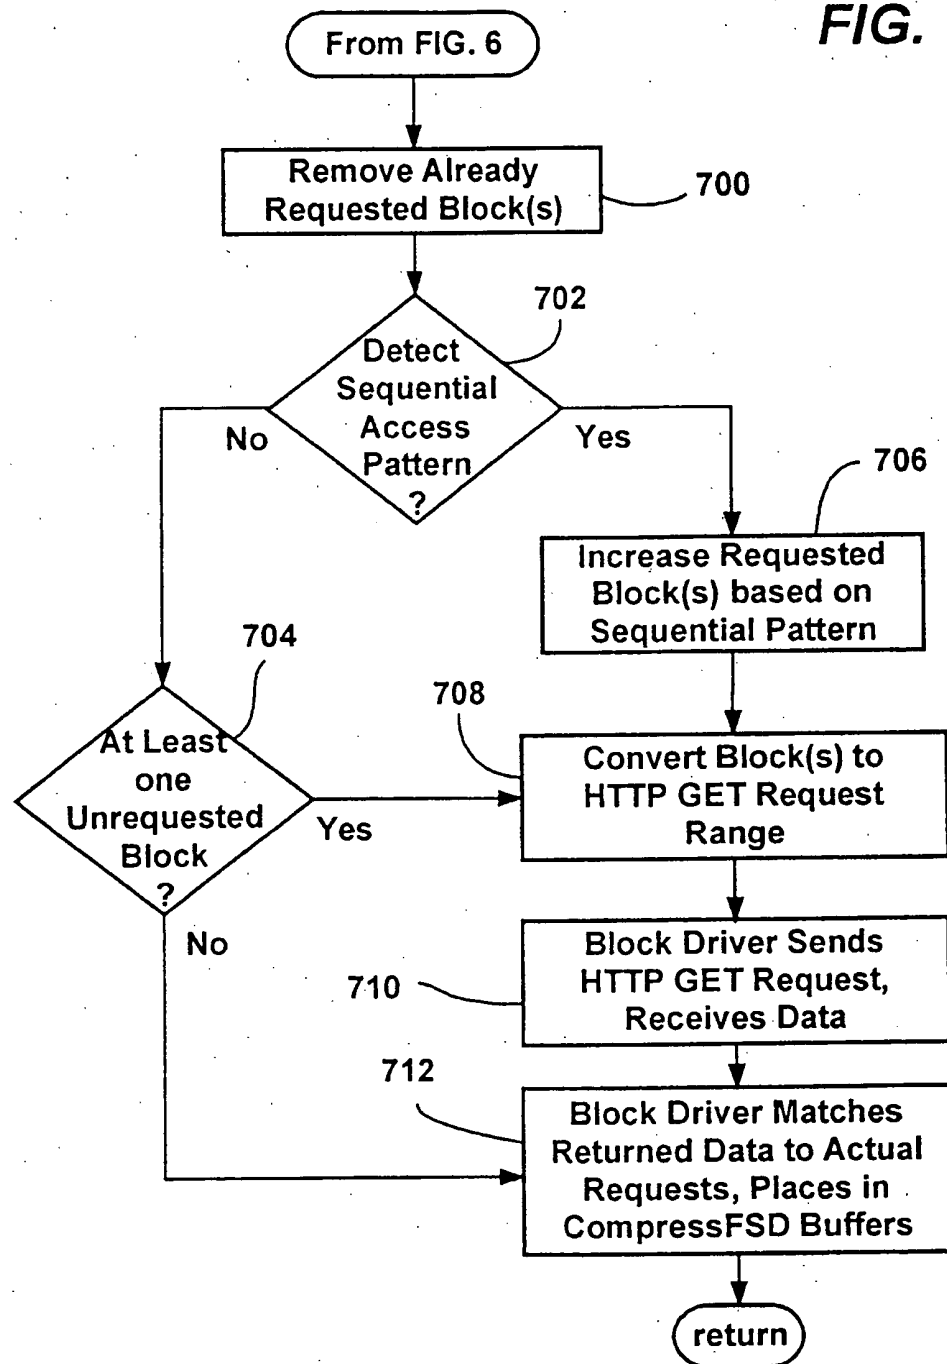 FIG.
From FIG. 6
Remove Already
Requested Block(s)
700
702
Detect
Sequential
Access
Pattern
?
No
Yes
706
Increase Requested
Block(s) based on
Sequential Pattern
704
At Least
one
Unrequested
Block
?
Yes
No
708
Convert Block(s) to
HTTP GET Request
Range
Block Driver Sends
HTTP GET Request,
Receives Data
710
712
Block Driver Matches
Returned Data to Actual
Requests, Places in
CompressFSD Buffers
return